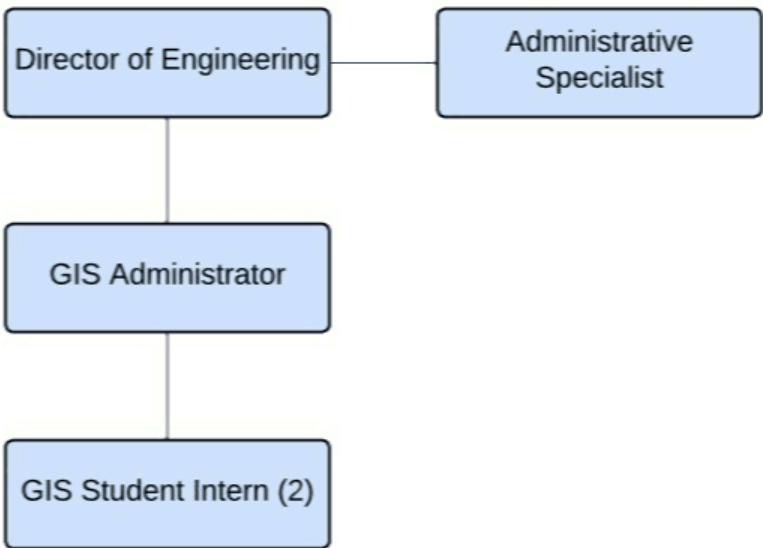 Director of Engineering
Administrative
Specialist
GIS Administrator
GIS Student Intern (2)